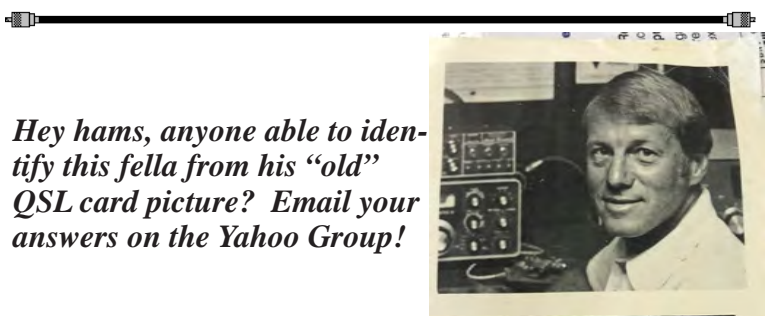 Hey hams, anyone able to iden-
tify this fella from his “old”
QSL card picture? Email your
answers on the Yahoo Group!